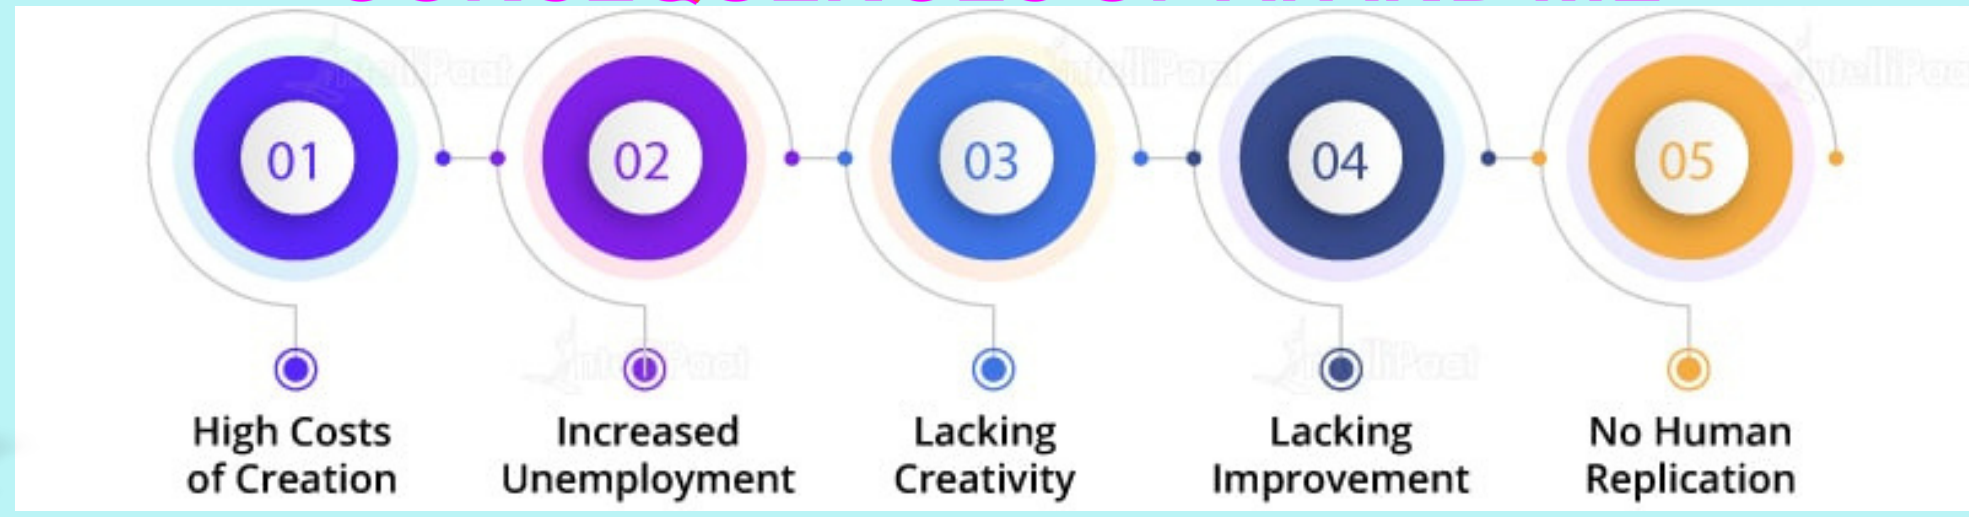 01
02
03
04
05
High Costs
of Creation
Increased
Unemployment
Lacking
Creativity
Lacking
Improvement
No Human
Replication